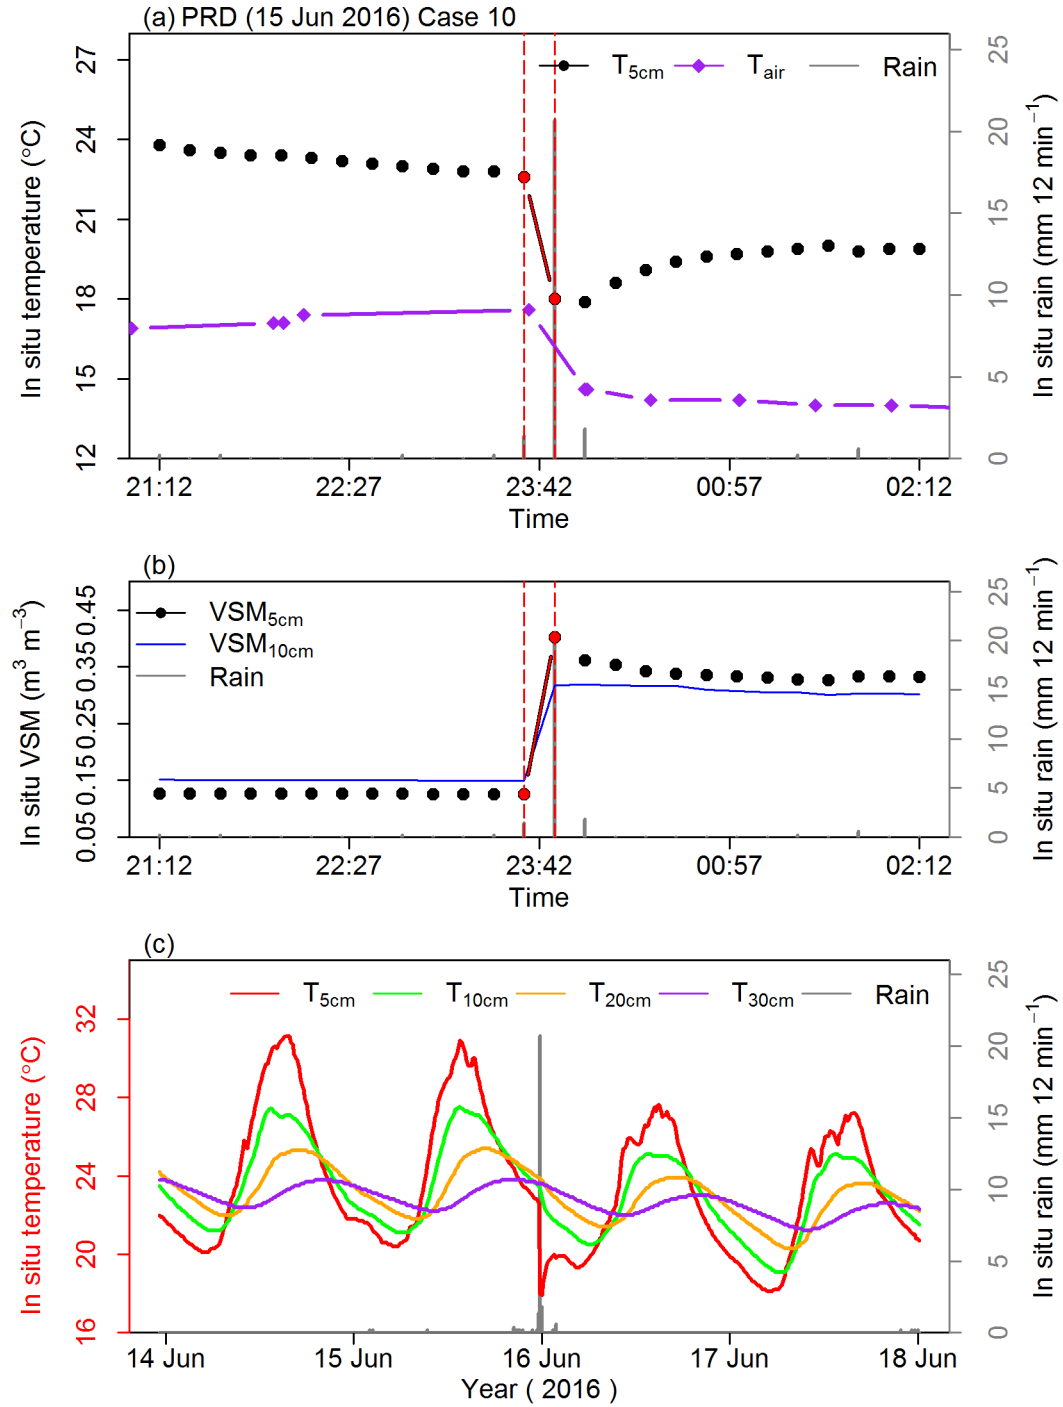 (a) PRD (15 Jun 2016) Case 10
T5cm Tair Rain
In situ temperature (°C)
12 15 18 21 24 27
In situ rain (mm 12 min−1)
0 5 10 15 20 25
21:12 22:27 23:42 00:57 02:12
Time
(b)
VSM5cm
VSM10cm
Rain
In situ VSM (m3 m−3)
0.05 0.15 0.25 0.35 0.45
In situ rain (mm 12 min−1)
0 5 10 15 20 25
21:12 22:27 23:42 00:57 02:12
Time
(c)
T5cm T10cm T20cm T30cm Rain
In situ temperature (°C)
16 20 24 28 32
In situ rain (mm 12 min−1)
0 5 10 15 20 25
14 Jun 15 Jun 16 Jun 17 Jun 18 Jun
Year ( 2016 )